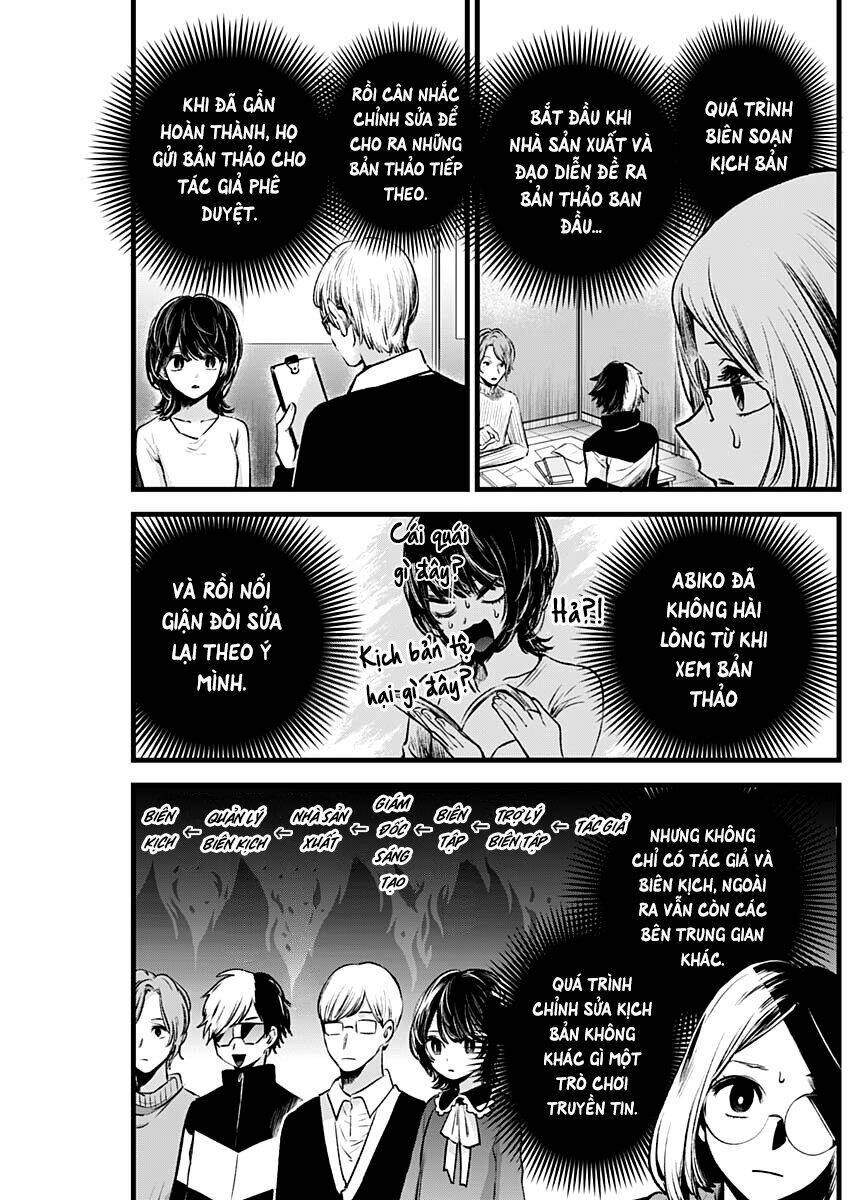 QUÁ TRÌNH
BIÊN SOẠN
KỊCH BẢN
BẮT ĐẦU KHI
NHÀ SẢN XUẤT VÀ
ĐẠO DIỄN ĐỀ RA
BẢN THẢO BAN
ĐẦU...
RỒI CÂN NHẮC
CHỈNH SỬA ĐỂ
CHO RA NHỮNG
BẢN THẢO TIẾP
THEO.
KHI ĐÃ GẦN
HOÀN THÀNH, HỌ
GỬI BẢN THẢO CHO
TÁC GIẢ PHÊ
DUYỆT.
ABIKO ĐÃ
KHÔNG HÀI
LÒNG TỪ KHI
XEM BẢN
THẢO
Hả?!
Cái quái
gì đây?
Kịch bản tệ
hại gì đây?
VÀ RỒI NỔI
GIẬN ĐÒI SỬA
LẠI THEO Ý
MÌNH.
NHƯNG KHÔNG
CHỈ CÓ TÁC GIẢ VÀ
BIÊN KỊCH, NGOÀI
RA VẪN CÒN CÁC
BÊN TRUNG GIAN
KHÁC.
QUÁ TRÌNH
CHỈNH SỬA KỊCH
BẢN KHÔNG
KHÁC GÌ MỘT
TRÒ CHƠI
TRUYỀN TIN.
TÁC GIẢ
←
TRỢ LÝ
BIÊN TẬP
←
BIÊN
TẬP
←
GIÁM
ĐỐC
SÁNG
TẠO
←
NHÀ SẢN
XUẤT
←
QUẢN LÝ
BIÊN KỊCH
←
BIÊN
KỊCH